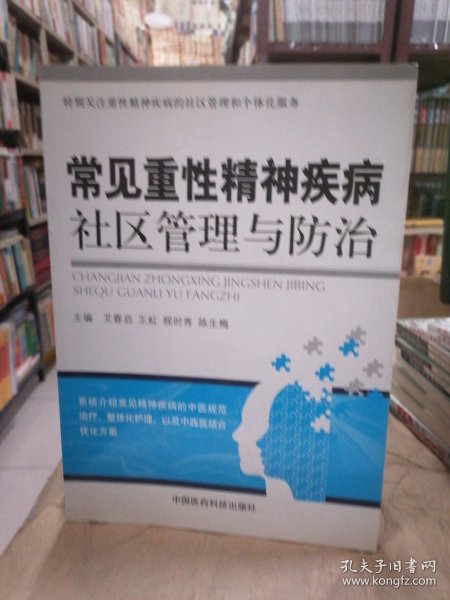 特别关注重性精神疾病的社区管理和个体化服务
常见重性精神疾病
社区管理与防治
CHANGJIAN ZHONGXING JINGSHEN JIBING
SHEQU GUANLI YU FANGZHI
主编 艾春启 王虹 程时秀 陈生梅
系统介绍常见精神疾病的中医规范
治疗、整体化护理，以及中西医结合
优化方案
中国医药科技出版社
孔夫子旧书网
www.kongfz.com